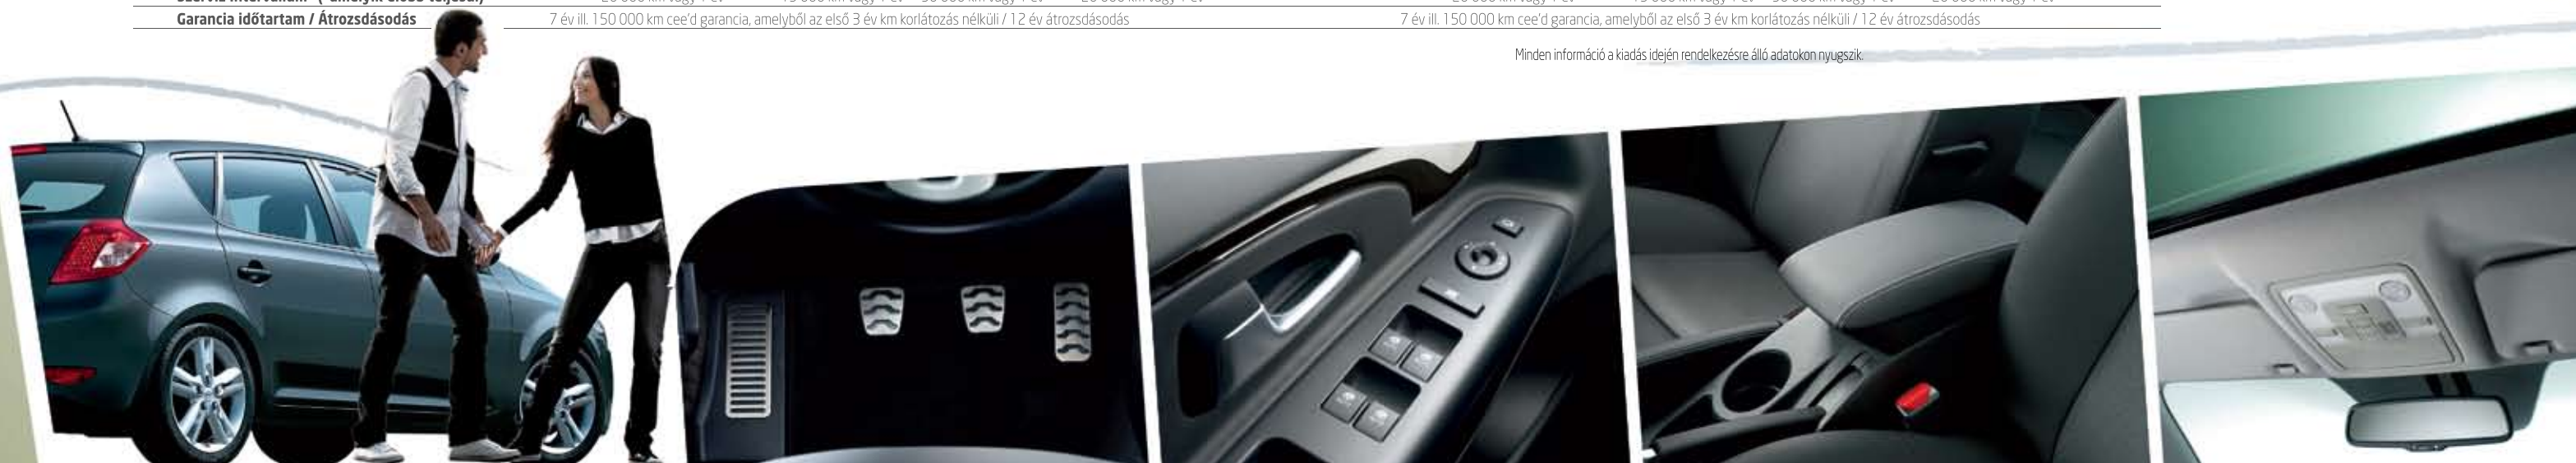 Garancia időtartam / Átrozsdásodás 7 év ill. 150 000 km cee'd garancia, amelyből az első 3 év km korlátozás nélküli / 12 év átrozsdásodás 7 év ill. 150 000 km cee'd garancia, amelyből az első 3 év km korlátozás nélküli / 12 év átrozsdásodás
Minden információ a kiadás idején rendelkezésre álló adatokon nyugszik.